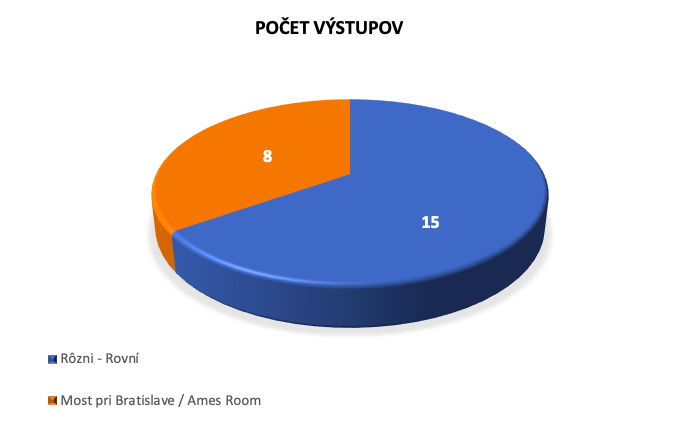 POČET VÝSTUPOV
8
15
Rôzni - Rovní
Most pri Bratislave / Ames Room